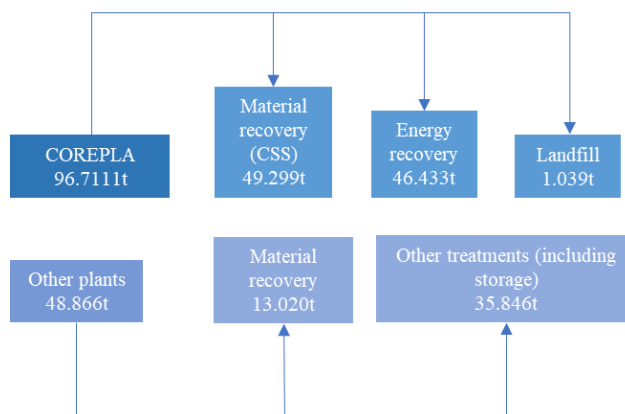 COREPLA
96.7111t
Material
recovery
(CSS)
49.299t
Energy
recovery
46.433t
Landfill
1.039t
Other plants
48.866t
Material
recovery
13.020t
Other treatments (including
storage)
35.846t